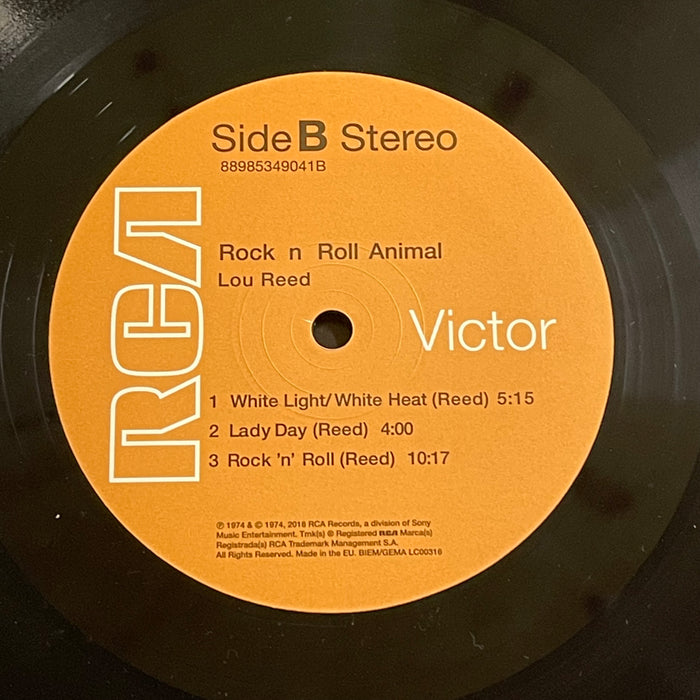 Side B Stereo
88985349041B
RCA
Rock n Roll Animal
Lou Reed
Victor
1 White Light/White Heat (Reed) 5:15
2 Lady Day (Reed) 4:00
3 Rock 'n' Roll (Reed) 10:17
℗ 1974 & © 1974, 2016 RCA Records, a division of Sony
Music Entertainment. Tmk(s) ® Registered RCA Marca(s)
Registrada(s) RCA Trademark Management S.A.
All Rights Reserved. Made in the EU. BIEM/GEMA LC00316